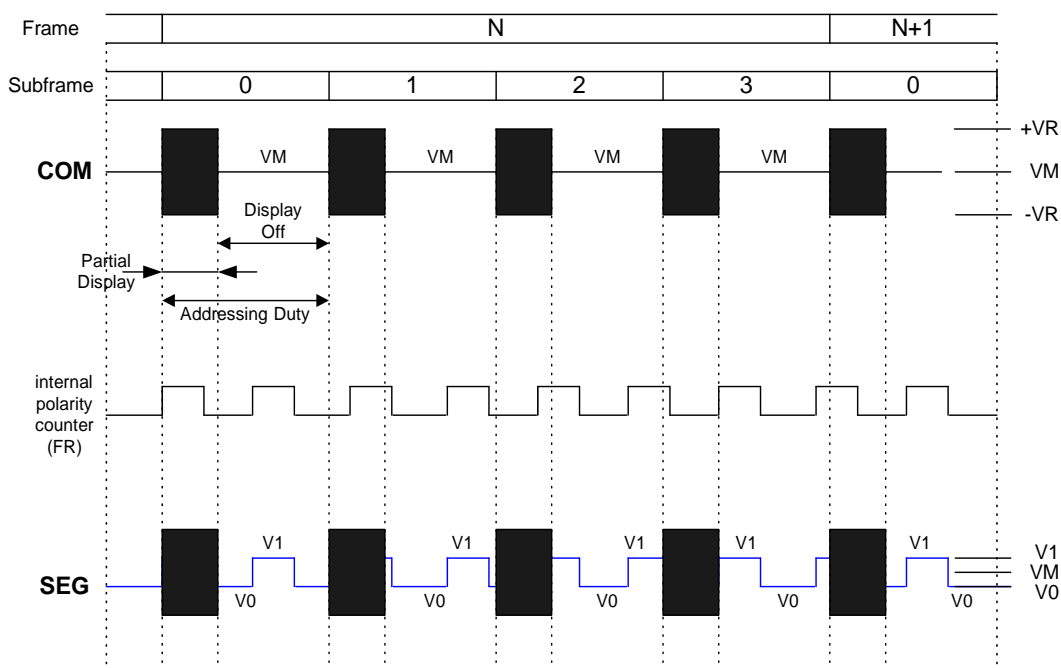 Frame N N+1
Subframe 0 1 2 3 0
+VR
COM VM VM VM VM VM
-VR
Display
Off
Partial
Display
Addressing Duty
internal
polarity
counter
(FR)
V1 V1 V1 V1 V1 V1
VM
SEG V0
V0 V0 V0 V0 V0